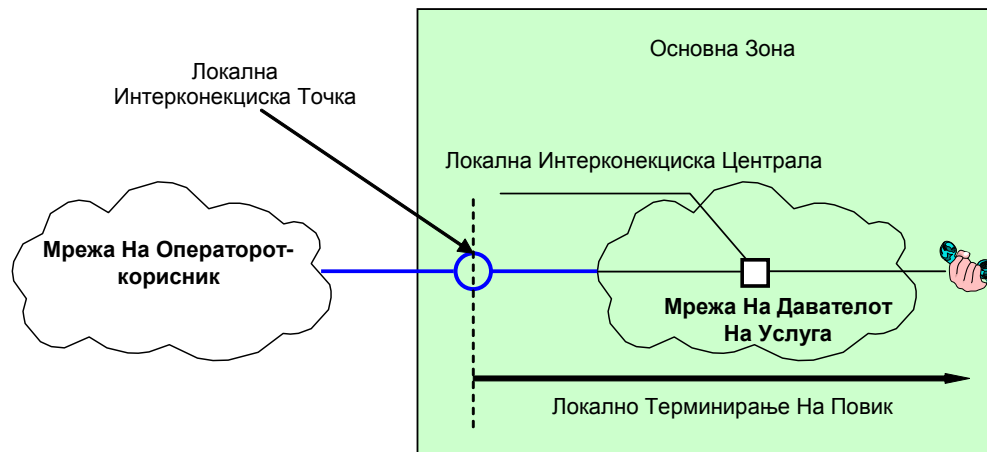 Основна Зона
Локална
Интерконекциска Точка
Локална Интерконекциска Централа
Мрежа На Операторот-
корисник
Мрежа На Давателот
На Услуга
Локално Терминирање На Повик